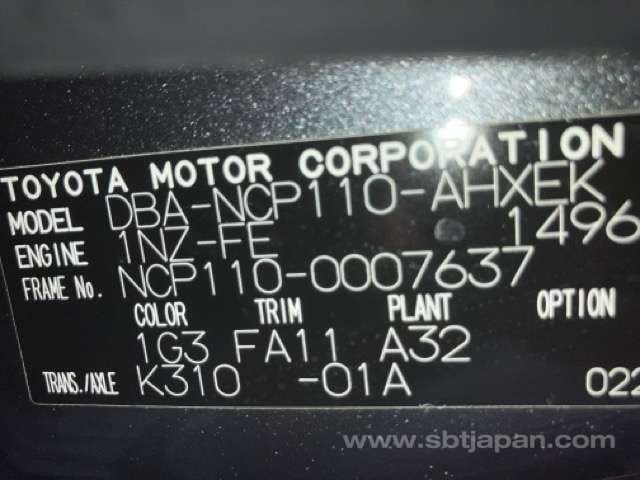 TOYOTA MOTOR CORPORATION
MODEL DBA-NCP110-AHXEK
ENGINE 1NZ-FE 1496
FRAME No. NCP110-0007637
COLOR TRIM PLANT OPTION
1G3 FA11 A32
TRANS./AXLE K310 -01A 022
www.sbtjapan.com